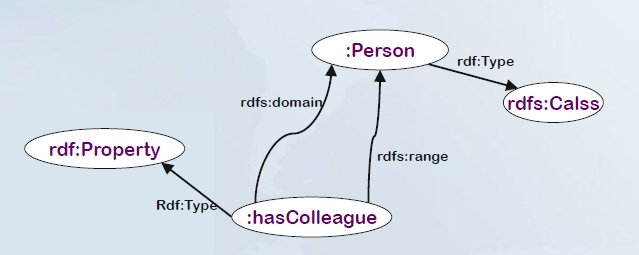 :Person
rdf:Type
rdfs:Calss
rdfs:domain
rdf:Property
rdfs:range
Rdf:Type
:hasColleague